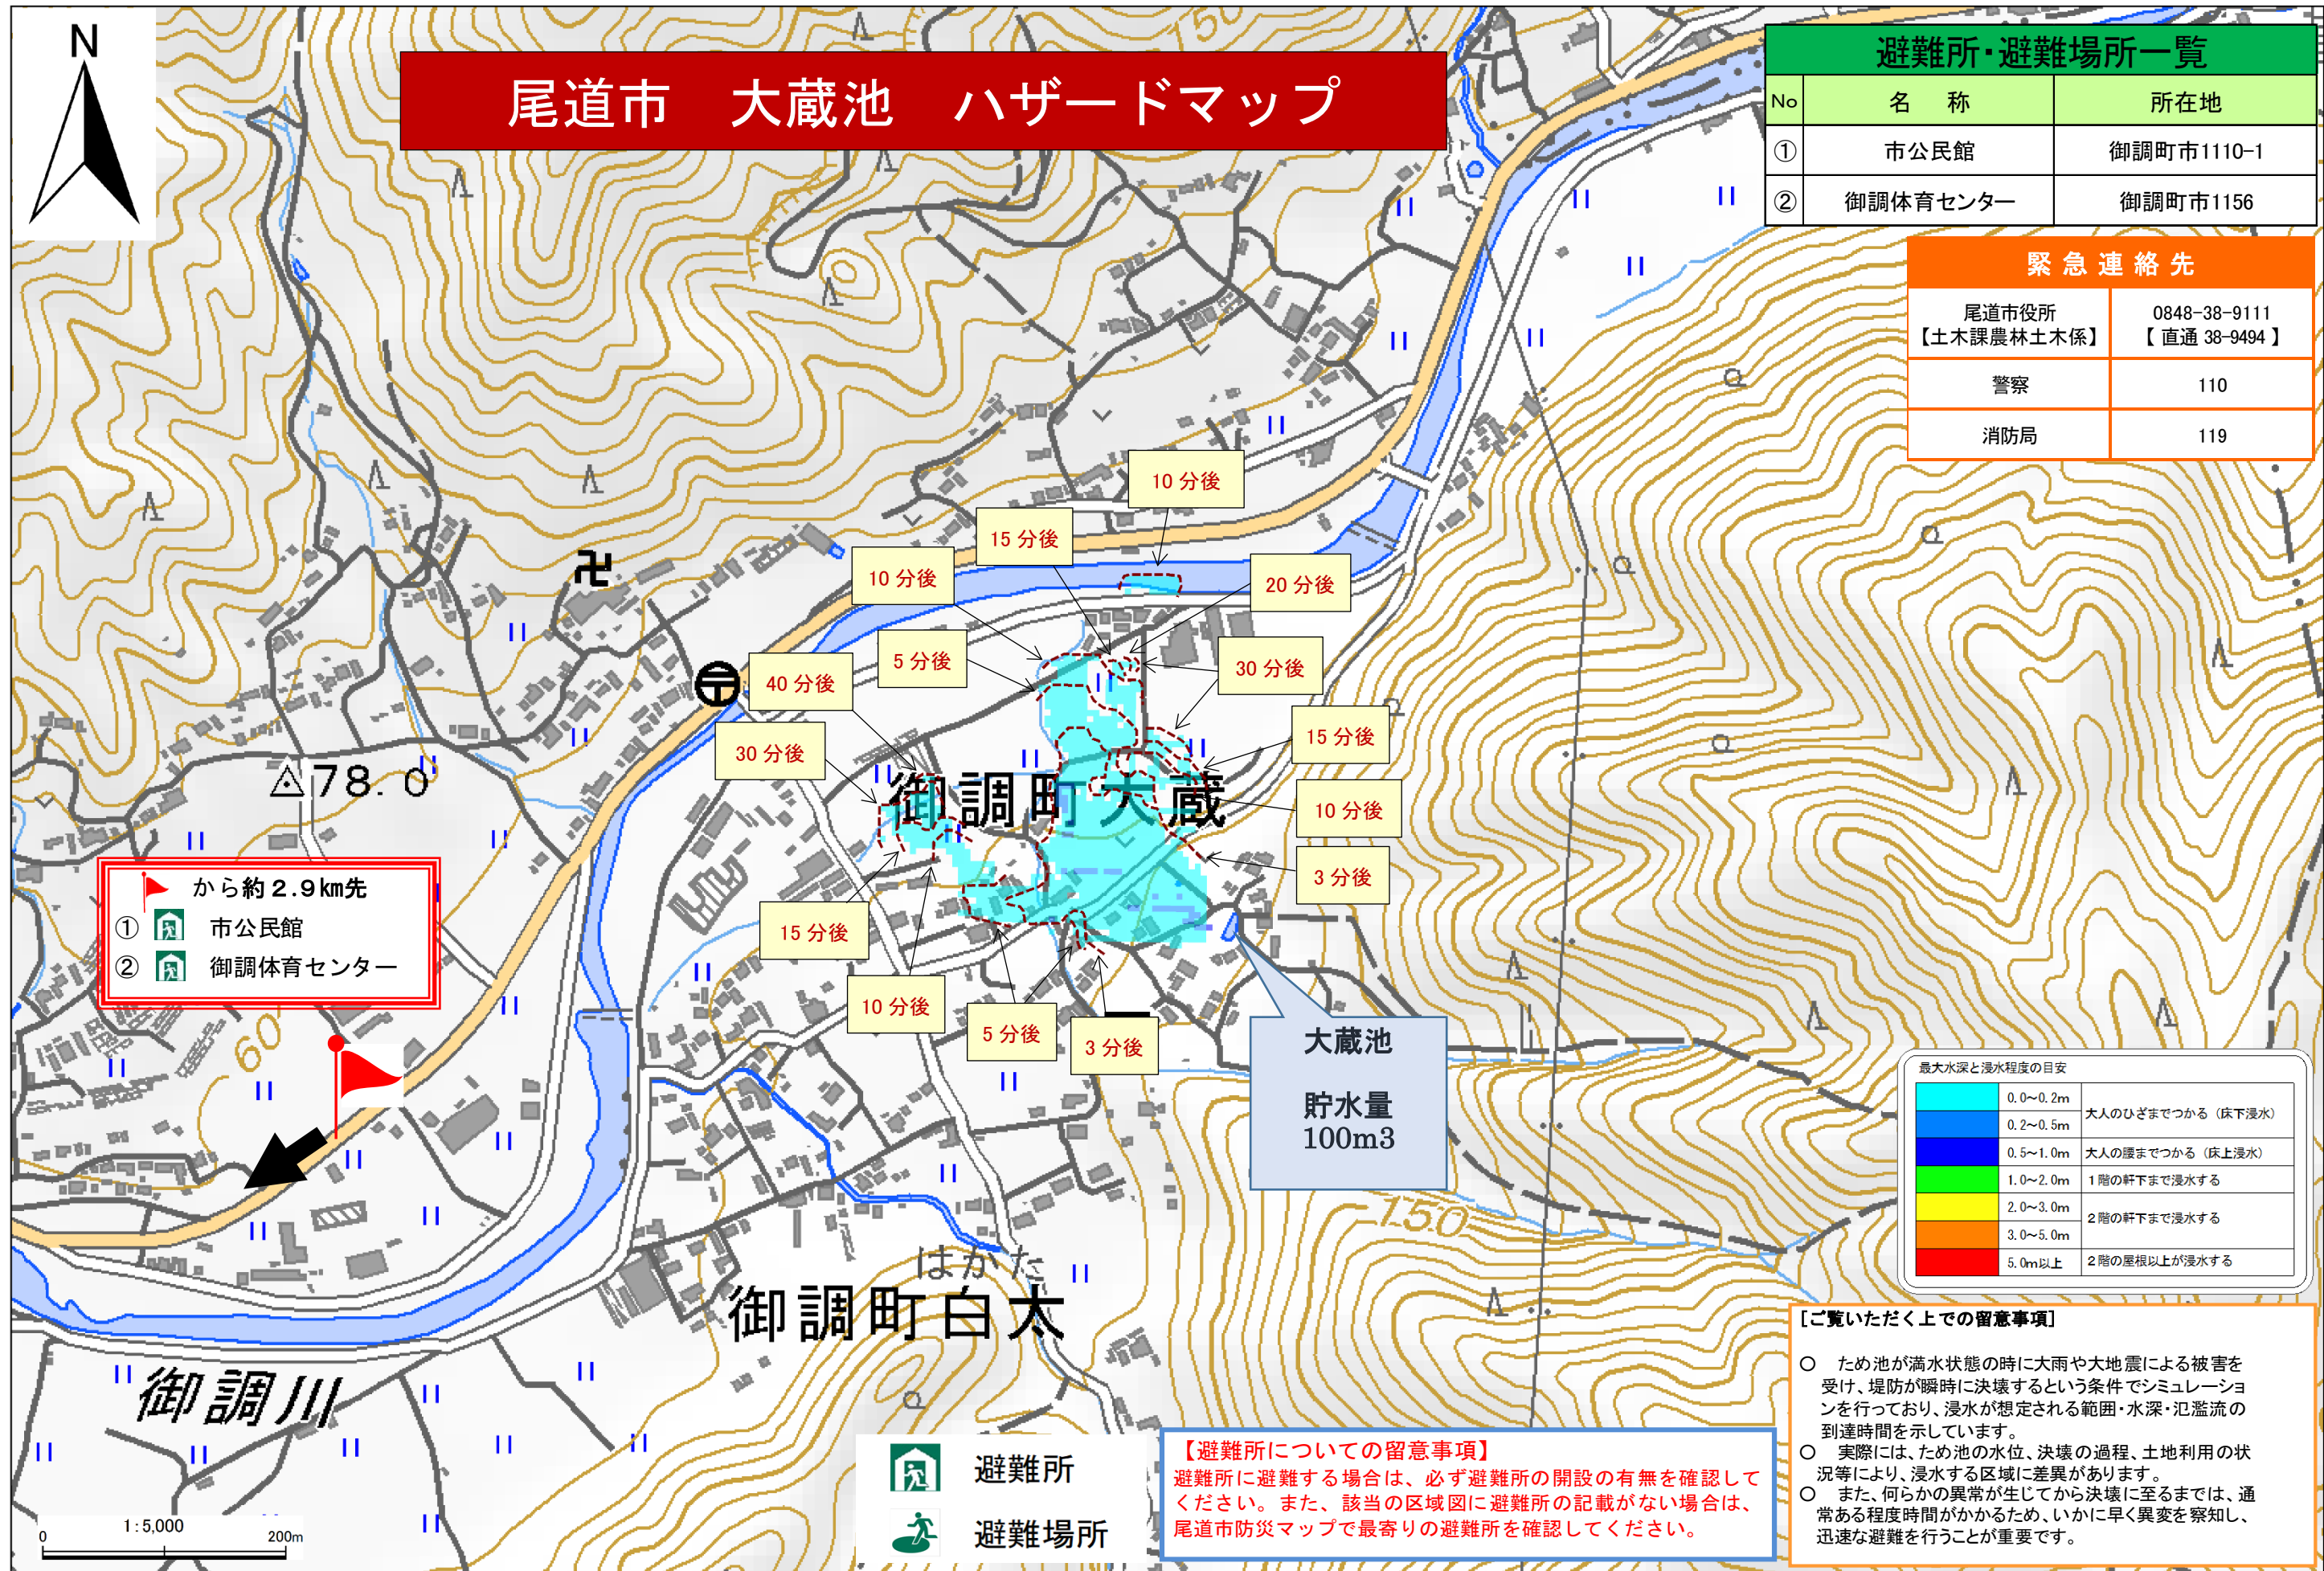 N
尾道市　大蔵池　ハザードマップ
避難所・避難場所一覧
No 名　称 所在地
① 市公民館 御調町市1110-1
② 御調体育センター 御調町市1156
緊急連絡先
尾道市役所
【土木課農林土木係】
0848-38-9111
【 直通 38-9494 】
警察 110
消防局 119
150
10 分後
15 分後
10 分後
20 分後
5 分後
30 分後
40 分後
30 分後
15 分後
10 分後
3 分後
15 分後
10 分後
5 分後
3 分後
御調町大蔵
78.0
から約2.9km先
① 市公民館
② 御調体育センター
60
大蔵池
貯水量
100m3
150
はかた
御調町白太
御調川
最大水深と浸水程度の目安
0.0～0.2m
0.2～0.5m
大人のひざまでつかる（床下浸水）
0.5～1.0m 大人の腰までつかる（床上浸水）
1.0～2.0m 1階の軒下まで浸水する
2.0～3.0m
3.0～5.0m
2階の軒下まで浸水する
5.0m以上 2階の屋根以上が浸水する
[ご覧いただく上での留意事項]
○　ため池が満水状態の時に大雨や大地震による被害を
受け、堤防が瞬時に決壊するという条件でシミュレーショ
ンを行っており、浸水が想定される範囲・水深・氾濫流の
到達時間を示しています。
○　実際には、ため池の水位、決壊の過程、土地利用の状
況等により、浸水する区域に差異があります。
○　また、何らかの異常が生じてから決壊に至るまでは、通
常ある程度時間がかかるため、いかに早く異変を察知し、
迅速な避難を行うことが重要です。
避難所
避難場所
【避難所についての留意事項】
避難所に避難する場合は、必ず避難所の開設の有無を確認して
ください。また、該当の区域図に避難所の記載がない場合は、
尾道市防災マップで最寄りの避難所を確認してください。
1:5,000
0 200m